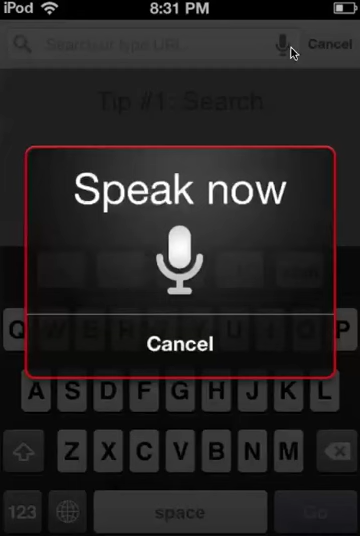 iPod 8:31 PM
Search or type URL Cancel
Tip #1: Search
Speak now
Cancel
Q W E R T Y U I O P
A S D F G H J K L
Z X C V B N M
123 space Go